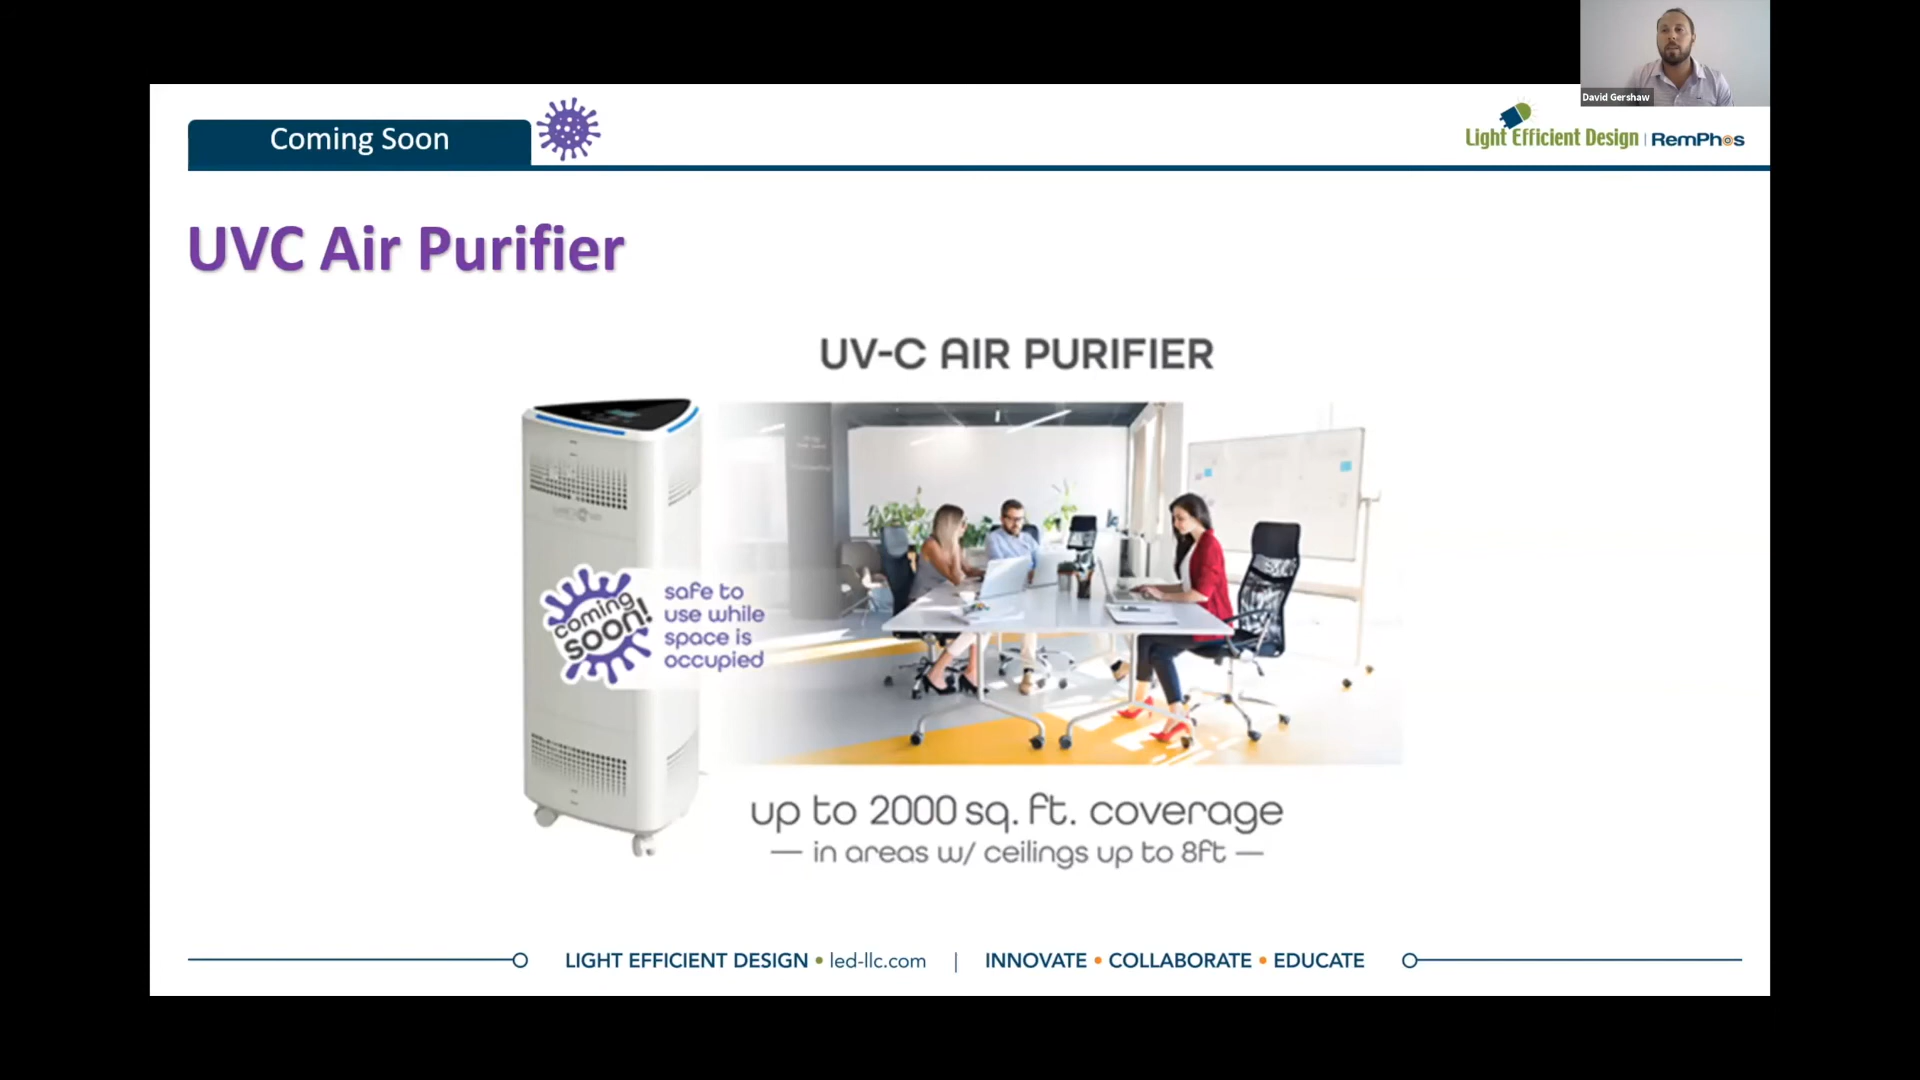 David Gershaw
Coming Soon
Light Efficient Design | RemPhos
UVC Air Purifier
UV-C AIR PURIFIER
coming
soon!
safe to
use while
space is
occupied
up to 2000 sq. ft. coverage
— in areas w/ ceilings up to 8ft —
LIGHT EFFICIENT DESIGN • led-llc.com | INNOVATE • COLLABORATE • EDUCATE